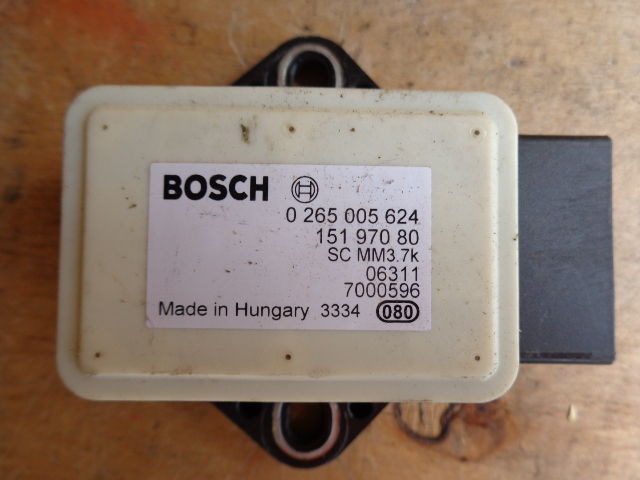 BOSCH
0 265 005 624
151 970 80
SC MM3.7k
06311
7000596
Made in Hungary 3334 080